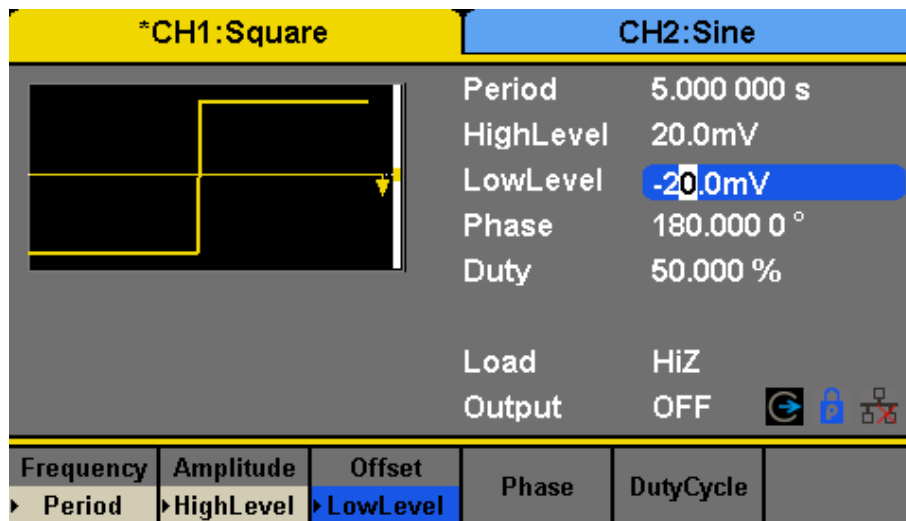 *CH1:Square
CH2:Sine
Period 5.000 000 s
HighLevel 20.0mV
LowLevel -20.0mV
Phase 180.000 0 °
Duty 50.000 %
Load HiZ
Output OFF
P
Frequency Amplitude Offset Phase DutyCycle
Period HighLevel LowLevel